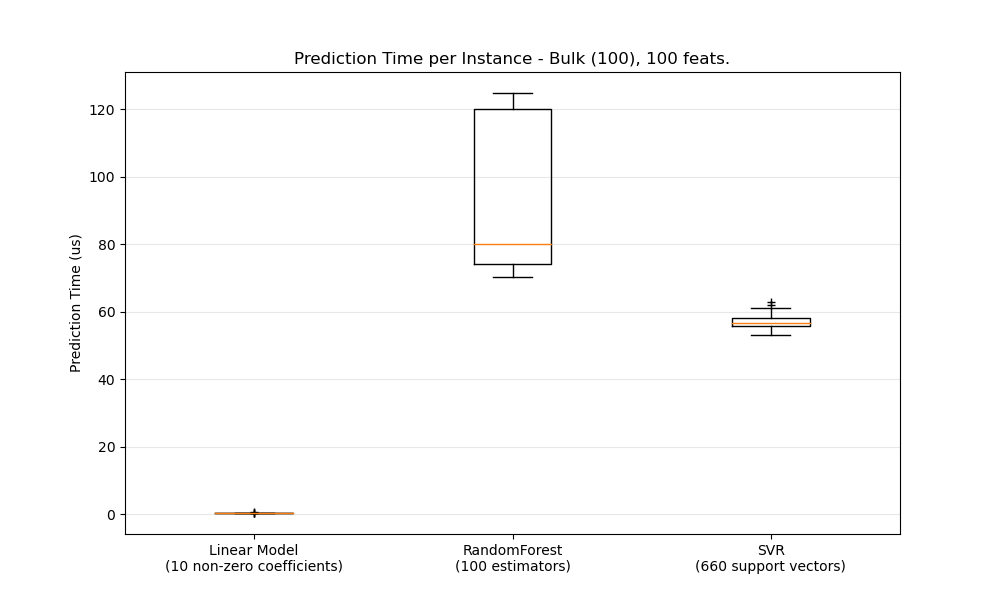 Prediction Time per Instance - Bulk (100), 100 feats.
Prediction Time (us)
120
100
80
60
40
20
0
Linear Model
(10 non-zero coefficients)
RandomForest
(100 estimators)
SVR
(660 support vectors)